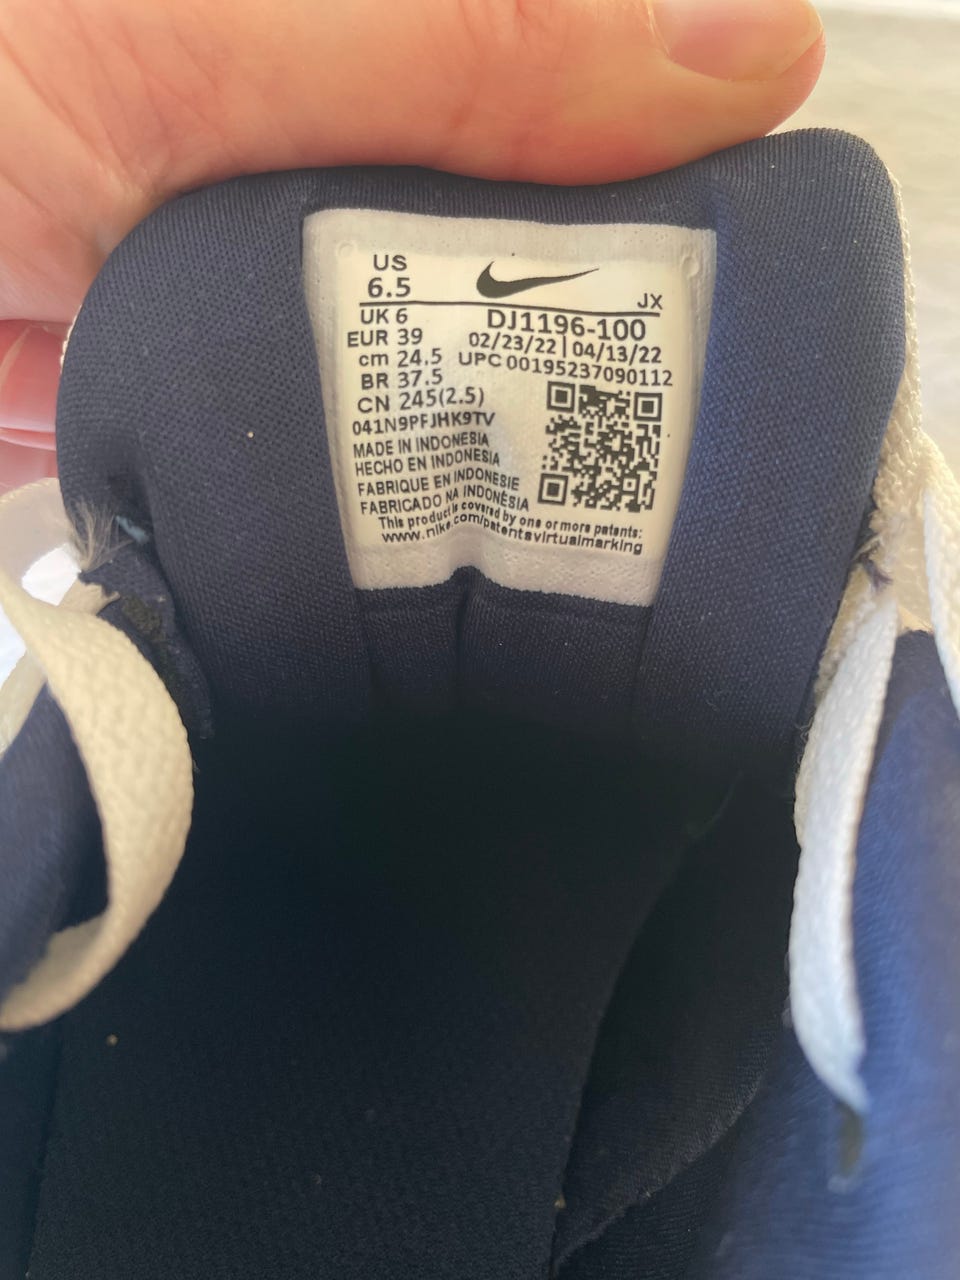 US
6.5
JX
UK 6
DJ1196-100
EUR 39
02/23/22 | 04/13/22
cm 24.5
UPC 00195237090112
BR 37.5
CN 245(2.5)
041N9PFJHK9TV
MADE IN INDONESIA
HECHO EN INDONESIA
FABRIQUE EN INDONESIE
FABRICADO NA INDONÉSIA
This product is covered by one or more patents:
www.nike.com/patentsvirtualmarking